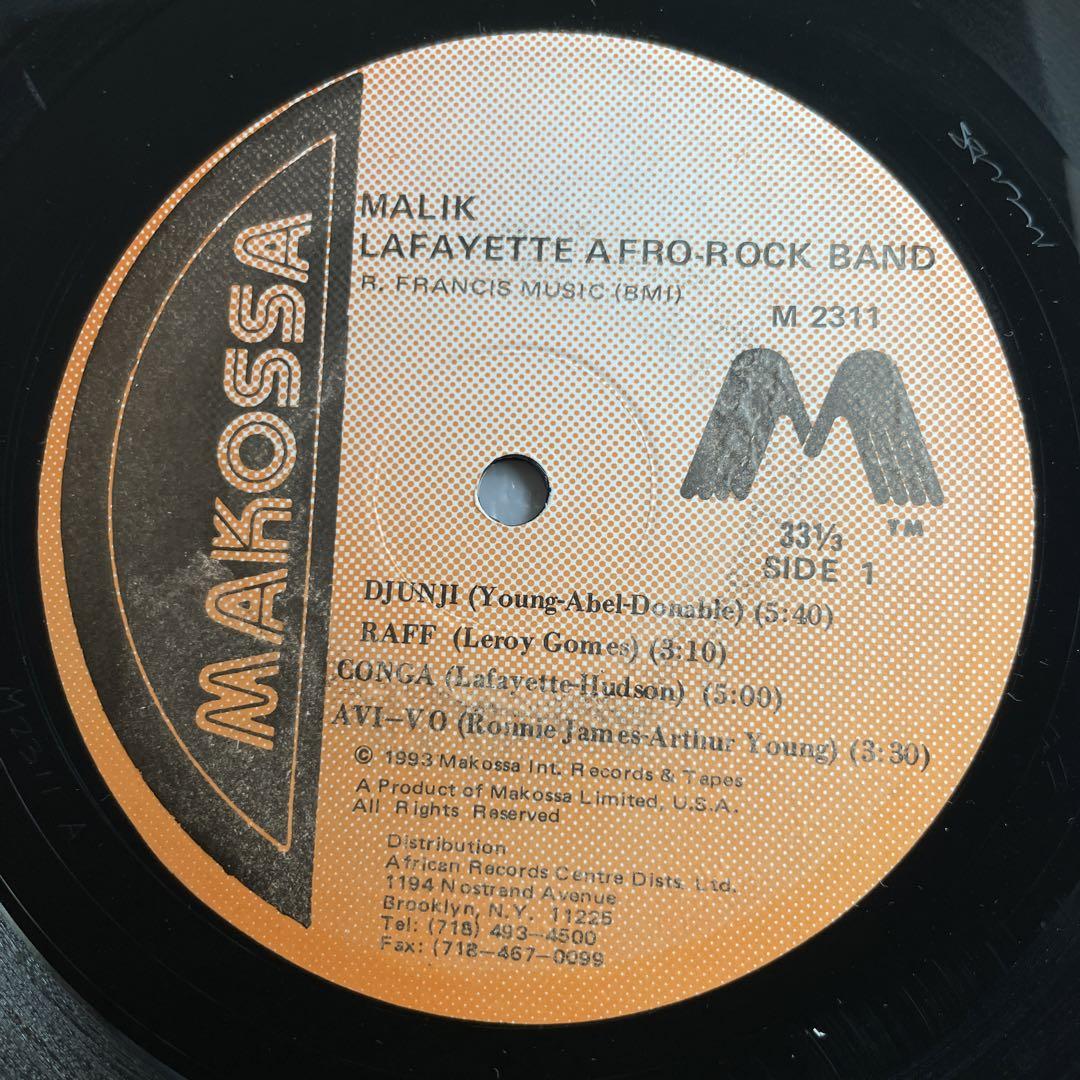 MAKOSSA
MALIK
LAFAYETTE AFRO-ROCK BAND
R. FRANCIS MUSIC (BMI)
M 2311
M
TM
33⅓
SIDE 1
DJUNJI (Young-Abel-Donable) (5:40)
RAFF (Leroy Gomes) (3:10)
CONGA (Lafayette-Hudson) (5:00)
AVI–VO (Ronnie James-Arthur Young) (3:30)
© 1993 Makossa Int. Records & Tapes
A Product of Makossa Limited, U.S.A.
All Rights Reserved
Distribution
African Records Centre Dists. Ltd.
1194 Nostrand Avenue
Brooklyn, N.Y. 11225
Tel: (718) 493–4500
Fax: (718–467–0099
M2311 A